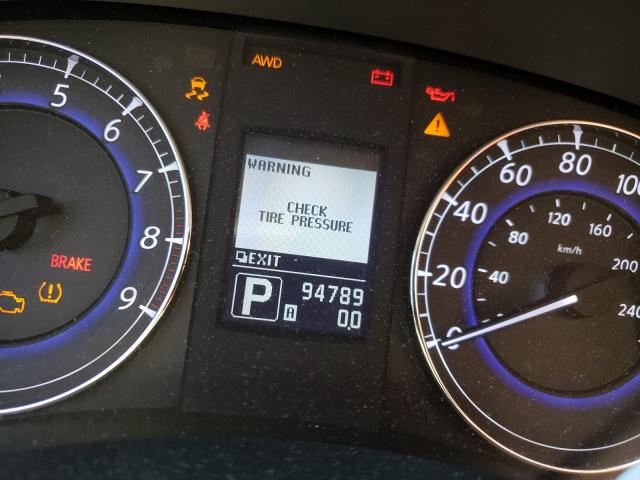 AWD
5
6
7
8
9
BRAKE
WARNING
CHECK
TIRE PRESSURE
EXIT
P
94789
A
0.0
0
20
40
60
80
100
40
80
120
160
200
240
km/h